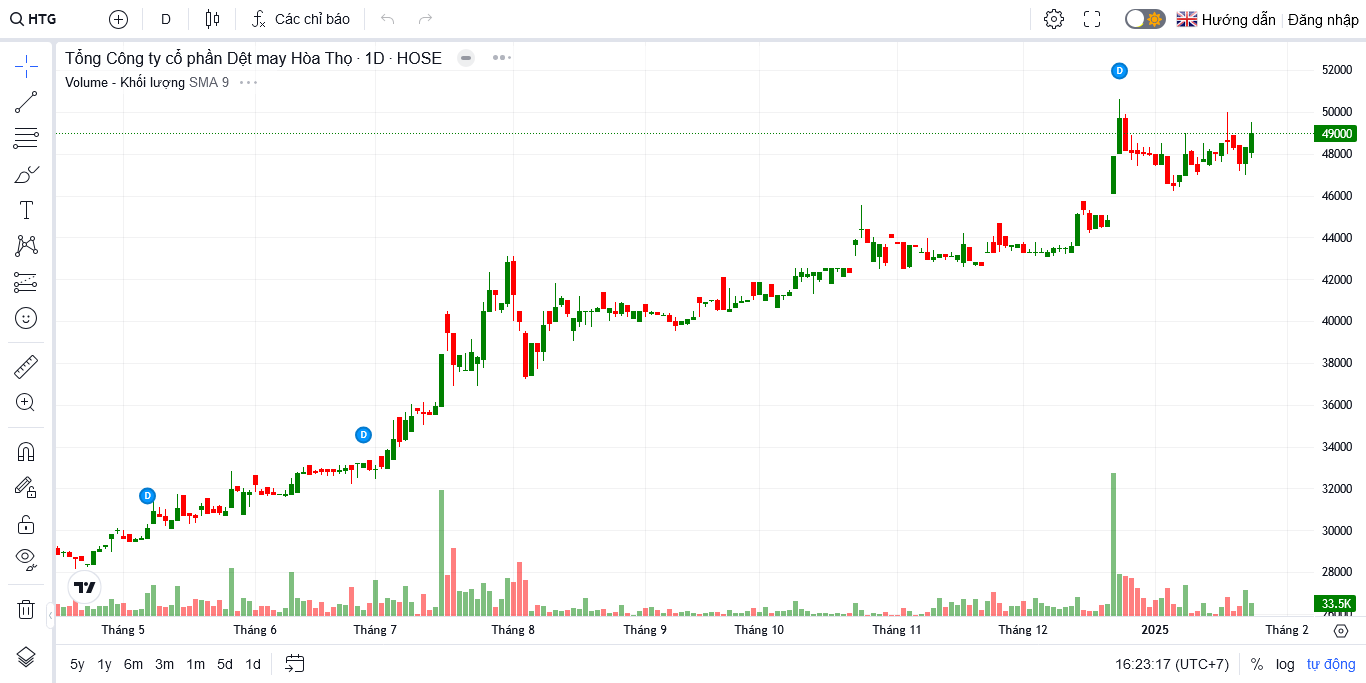 HTG D Các chỉ báo Hướng dẫn Đăng nhập
Tổng Công ty cổ phần Dệt may Hòa Thọ · 1D · HOSE
Volume - Khối lượng SMA 9
D
D
D
52000
50000
49000
48000
46000
44000
42000
40000
38000
36000
34000
32000
30000
28000
33.5K
26000
Tháng 5 Tháng 6 Tháng 7 Tháng 8 Tháng 9 Tháng 10 Tháng 11 Tháng 12 2025 Tháng 2
5y 1y 6m 3m 1m 5d 1d 16:23:17 (UTC+7) % log tự động